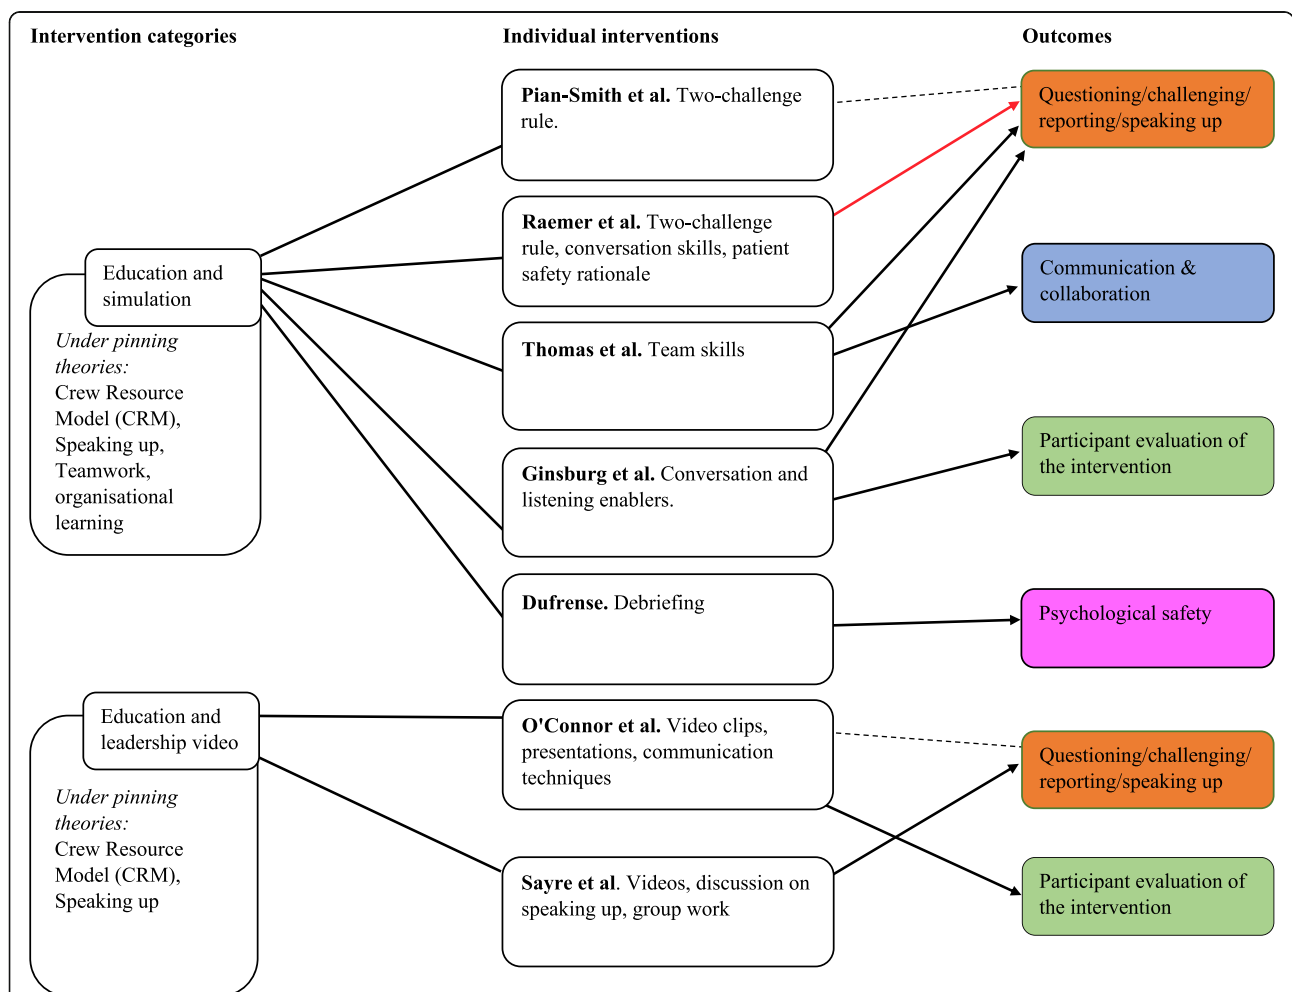 Intervention categories
Individual interventions
Outcomes
Pian-Smith et al. Two-challenge
rule.
Questioning/challenging/
reporting/speaking up
Raemer et al. Two-challenge
rule, conversation skills, patient
safety rationale
Education and
simulation
Communication &
collaboration
Under pinning
theories:
Crew Resource
Model (CRM),
Speaking up,
Teamwork,
organisational
learning
Thomas et al. Team skills
Participant evaluation of
the intervention
Ginsburg et al. Conversation and
listening enablers.
Dufrense. Debriefing
Psychological safety
Education and
leadership video
O'Connor et al. Video clips,
presentations, communication
techniques
Questioning/challenging/
reporting/speaking up
Under pinning
theories:
Crew Resource
Model (CRM),
Speaking up
Sayre et al. Videos, discussion on
speaking up, group work
Participant evaluation of
the intervention